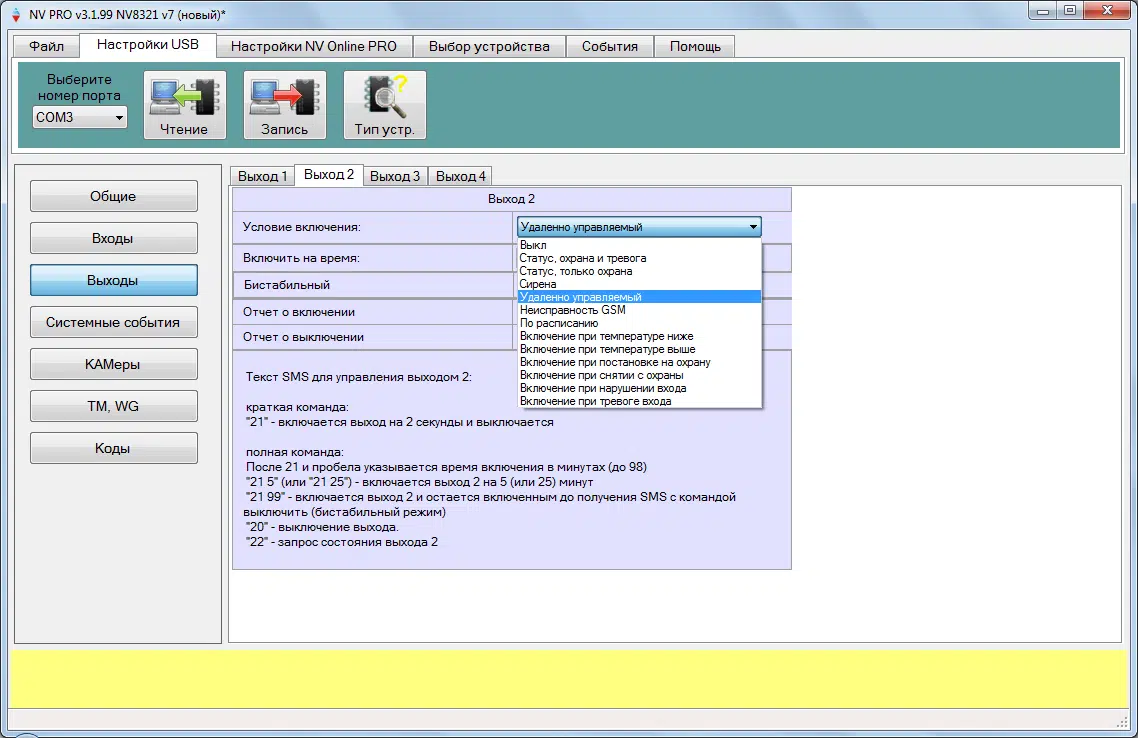 NV PRO v3.1.99 NV8321 v7 (новый)*
Файл
Настройки USB
Настройки NV Online PRO
Выбор устройства
События
Помощь
Выберите
номер порта
COM3
Чтение
Запись
?
Тип устр.
Общие
Входы
Выходы
Системные события
КАМеры
TM, WG
Коды
Выход 1
Выход 2
Выход 3
Выход 4
Выход 2
Условие включения:
Удаленно управляемый
Включить на время:
Бистабильный
Отчет о включении
Отчет о выключении
Выкл
Статус, охрана и тревога
Статус, только охрана
Сирена
Удаленно управляемый
Неисправность GSM
По расписанию
Включение при температуре ниже
Включение при температуре выше
Включение при постановке на охрану
Включение при снятии с охраны
Включение при нарушении входа
Включение при тревоге входа
Текст SMS для управления выходом 2:
краткая команда:
"21" - включается выход на 2 секунды и выключается
полная команда:
После 21 и пробела указывается время включения в минутах (до 98)
"21 5" (или "21 25") - включается выход 2 на 5 (или 25) минут
"21 99" - включается выход 2 и остается включенным до получения SMS с командой
выключить (бистабильный режим)
"20" - выключение выхода.
"22" - запрос состояния выхода 2